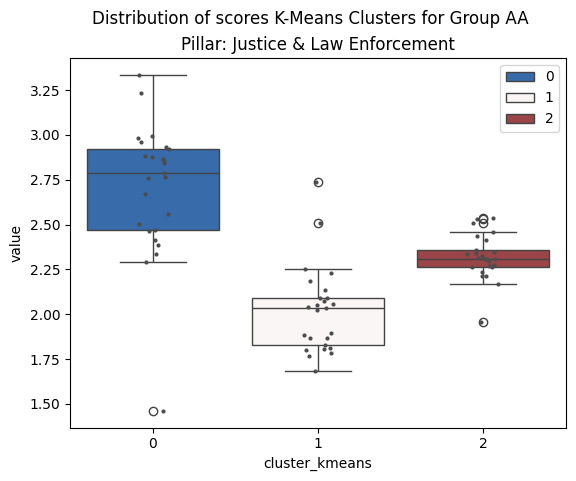 Distribution of scores K-Means Clusters for Group AA
Pillar: Justice & Law Enforcement
0
1
2
3.25
3.00
2.75
2.50
2.25
2.00
1.75
1.50
value
0 1 2
cluster_kmeans